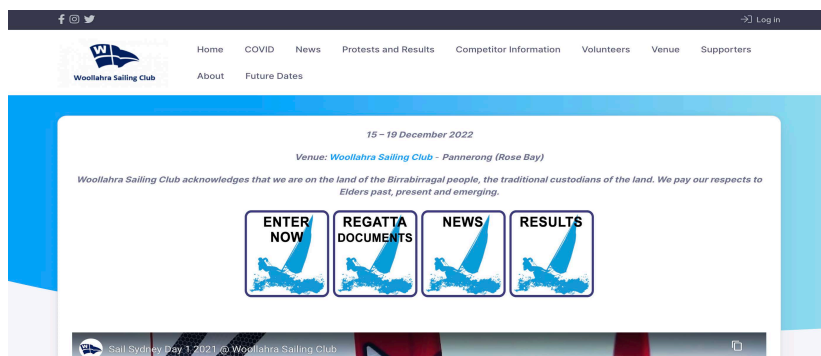 Log in
Woollahra Sailing Club
Home COVID News Protests and Results Competitor Information Volunteers Venue Supporters
About Future Dates
15 – 19 December 2022
Venue: Woollahra Sailing Club - Pannerong (Rose Bay)
Woollahra Sailing Club acknowledges that we are on the land of the Birrabirragal people, the traditional custodians of the land. We pay our respects to
Elders past, present and emerging.
ENTER
NOW
REGATTA
DOCUMENTS
NEWS
RESULTS
Sail Sydney Day 1 2021 @ Woollahra Sailing Club